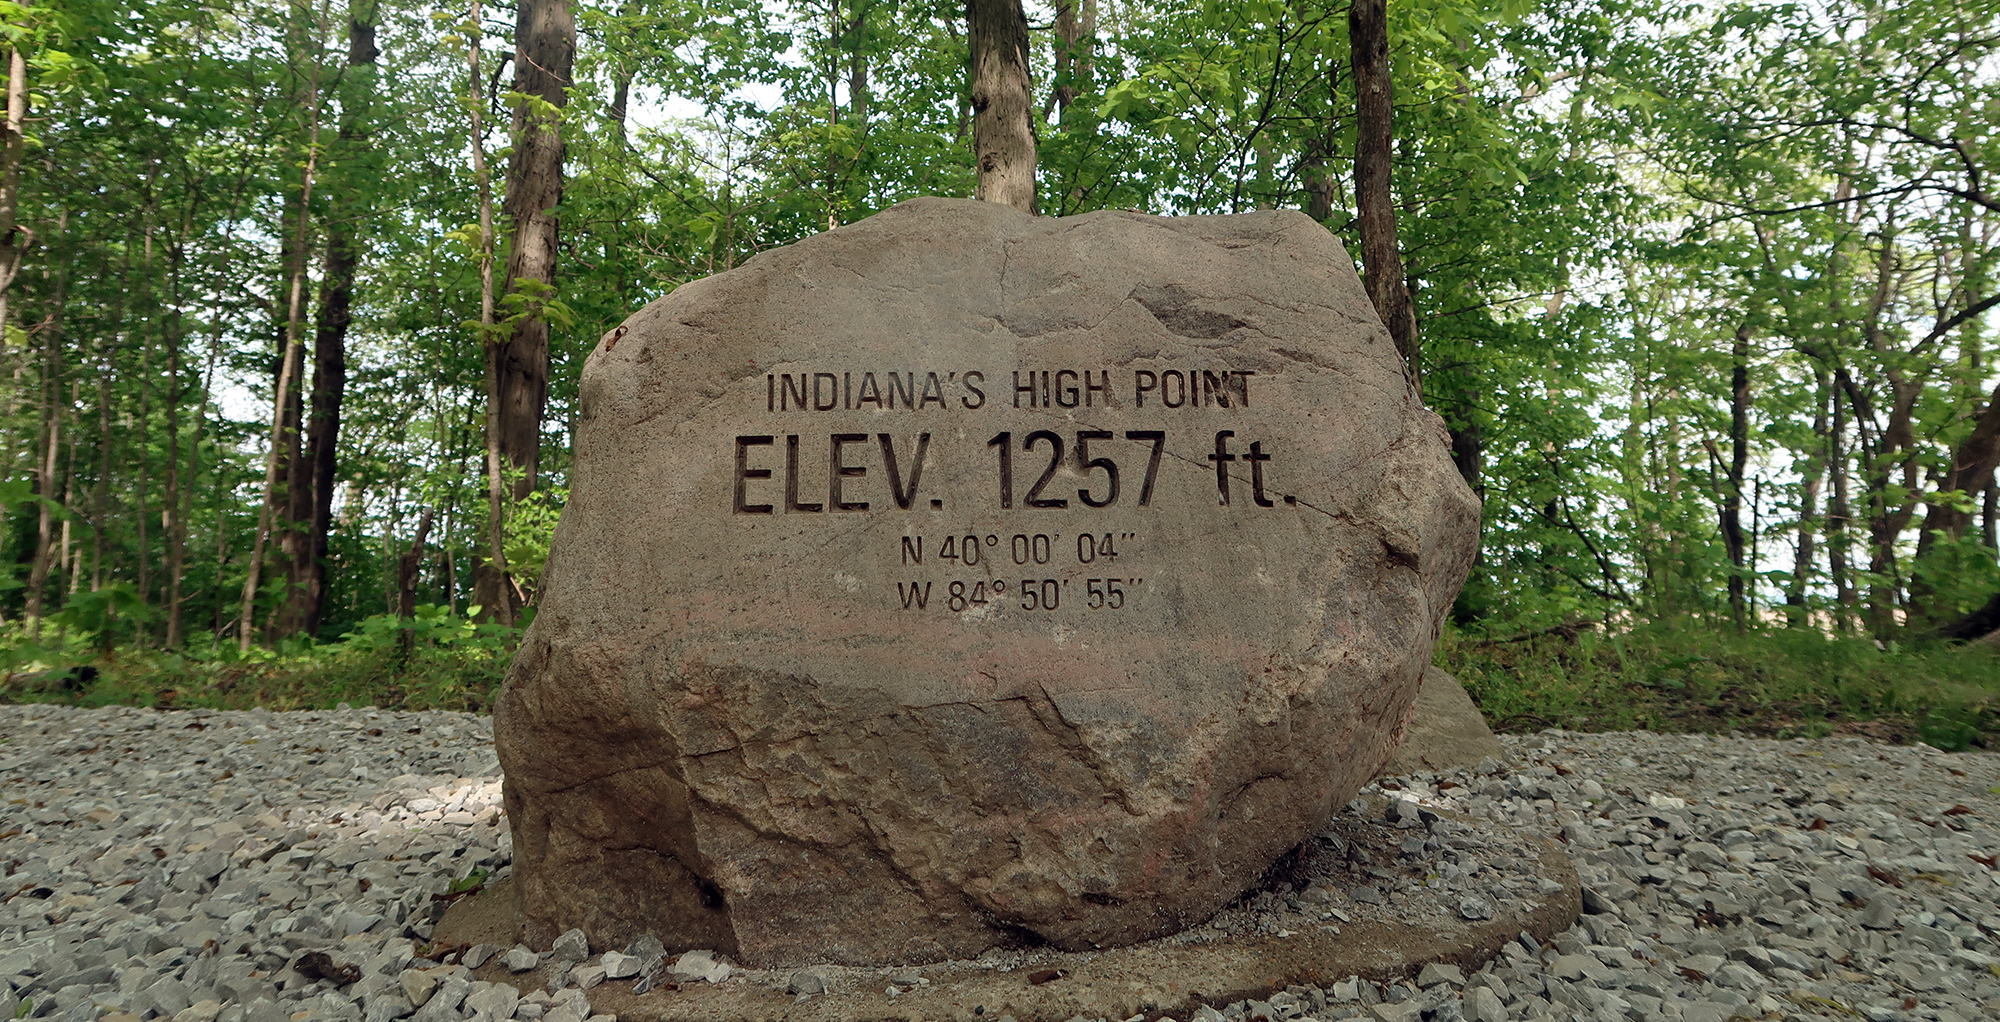 INDIANA'S HIGH POINT
ELEV. 1257 ft.
N 40° 00' 04"
W 84° 50' 55"